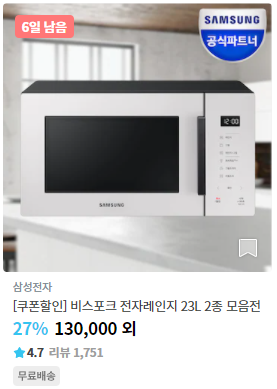 6일 남음
SAMSUNG
공식파트너
12:00
SAMSUNG
삼성전자
[쿠폰할인] 비스포크 전자레인지 23L 2종 모음전
27% 130,000 외
4.7 리뷰 1,751
무료배송